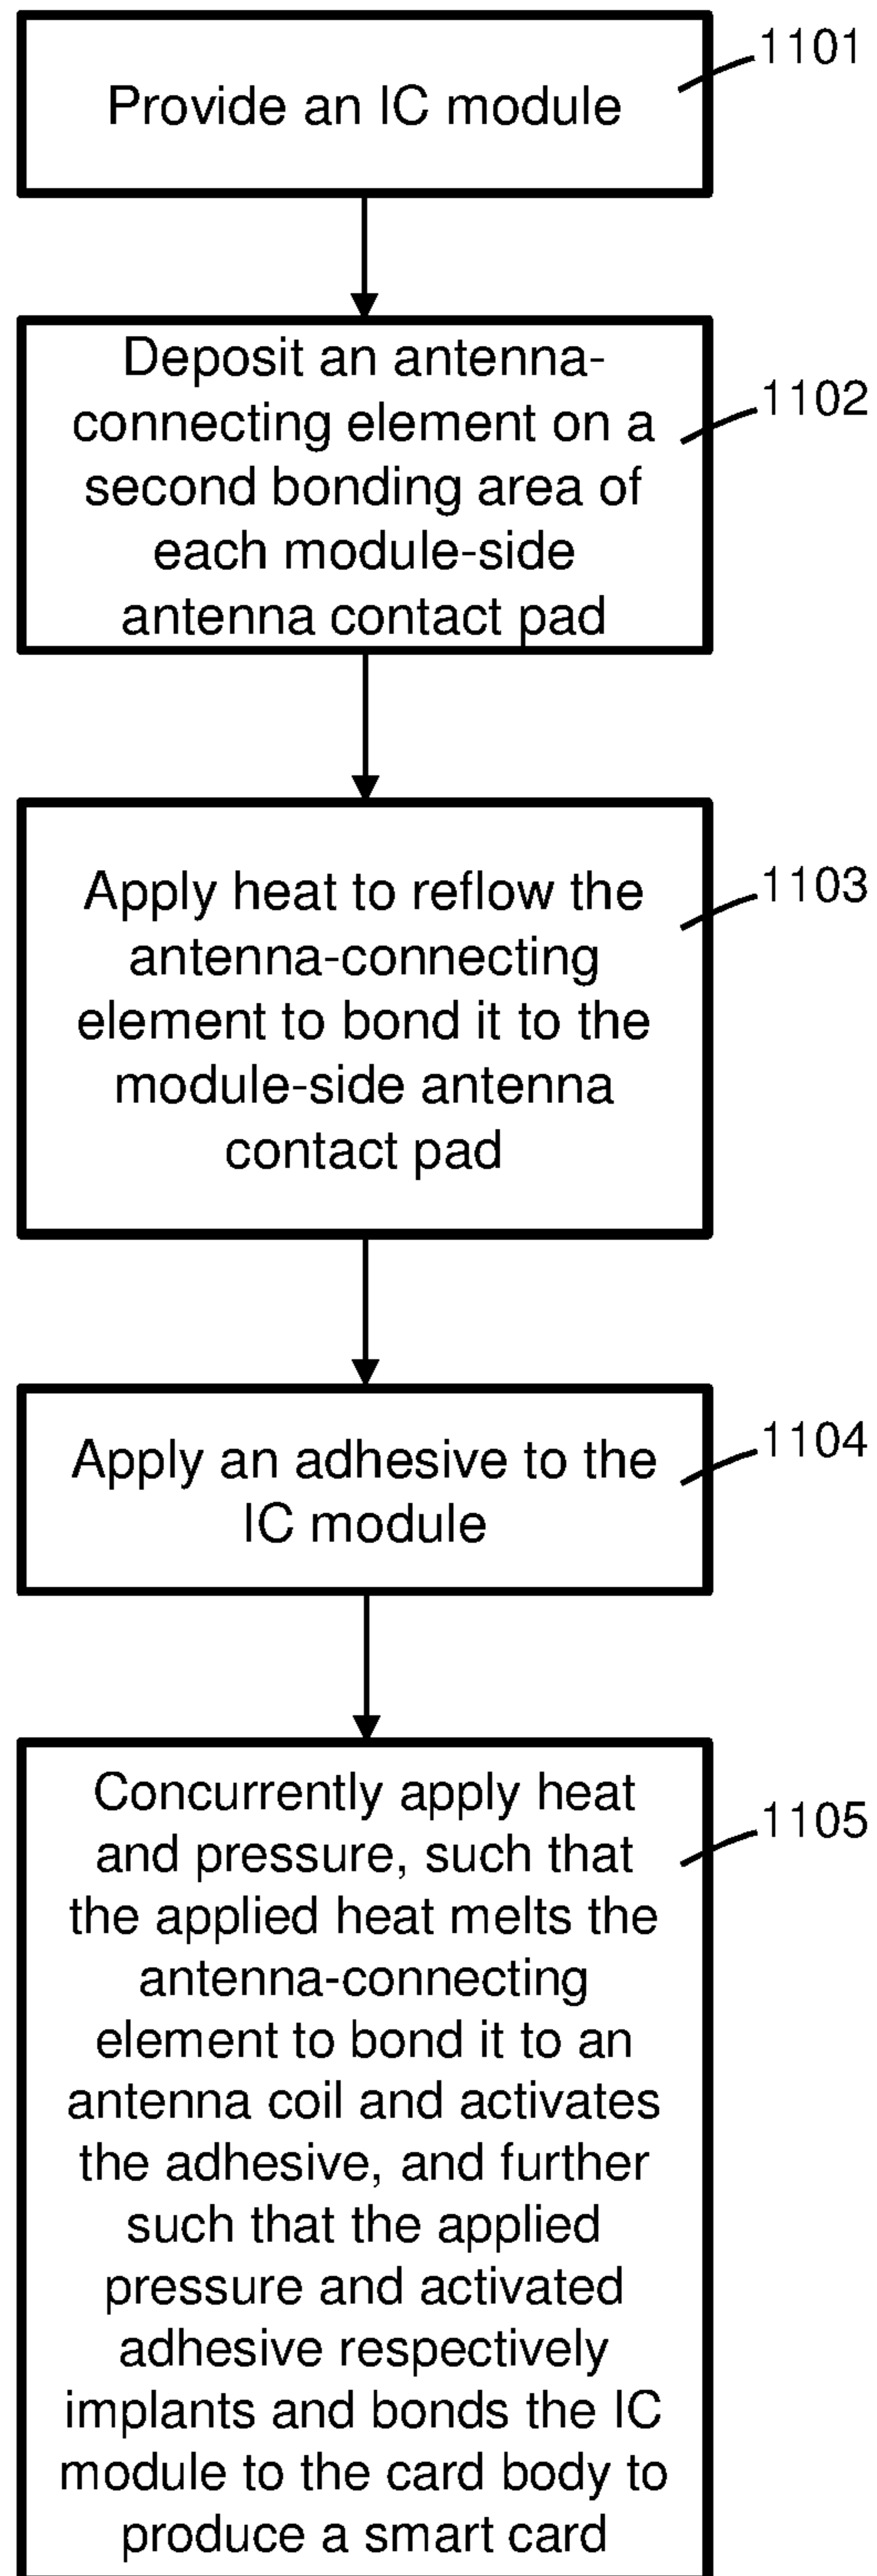 Provide an IC module
1101
Deposit an antenna-
connecting element on a
second bonding area of
each module-side
antenna contact pad
1102
Apply heat to reflow the
antenna-connecting
element to bond it to the
module-side antenna
contact pad
1103
Apply an adhesive to the
IC module
1104
Concurrently apply heat
and pressure, such that
the applied heat melts the
antenna-connecting
element to bond it to an
antenna coil and activates
the adhesive, and further
such that the applied
pressure and activated
adhesive respectively
implants and bonds the IC
module to the card body to
produce a smart card
1105